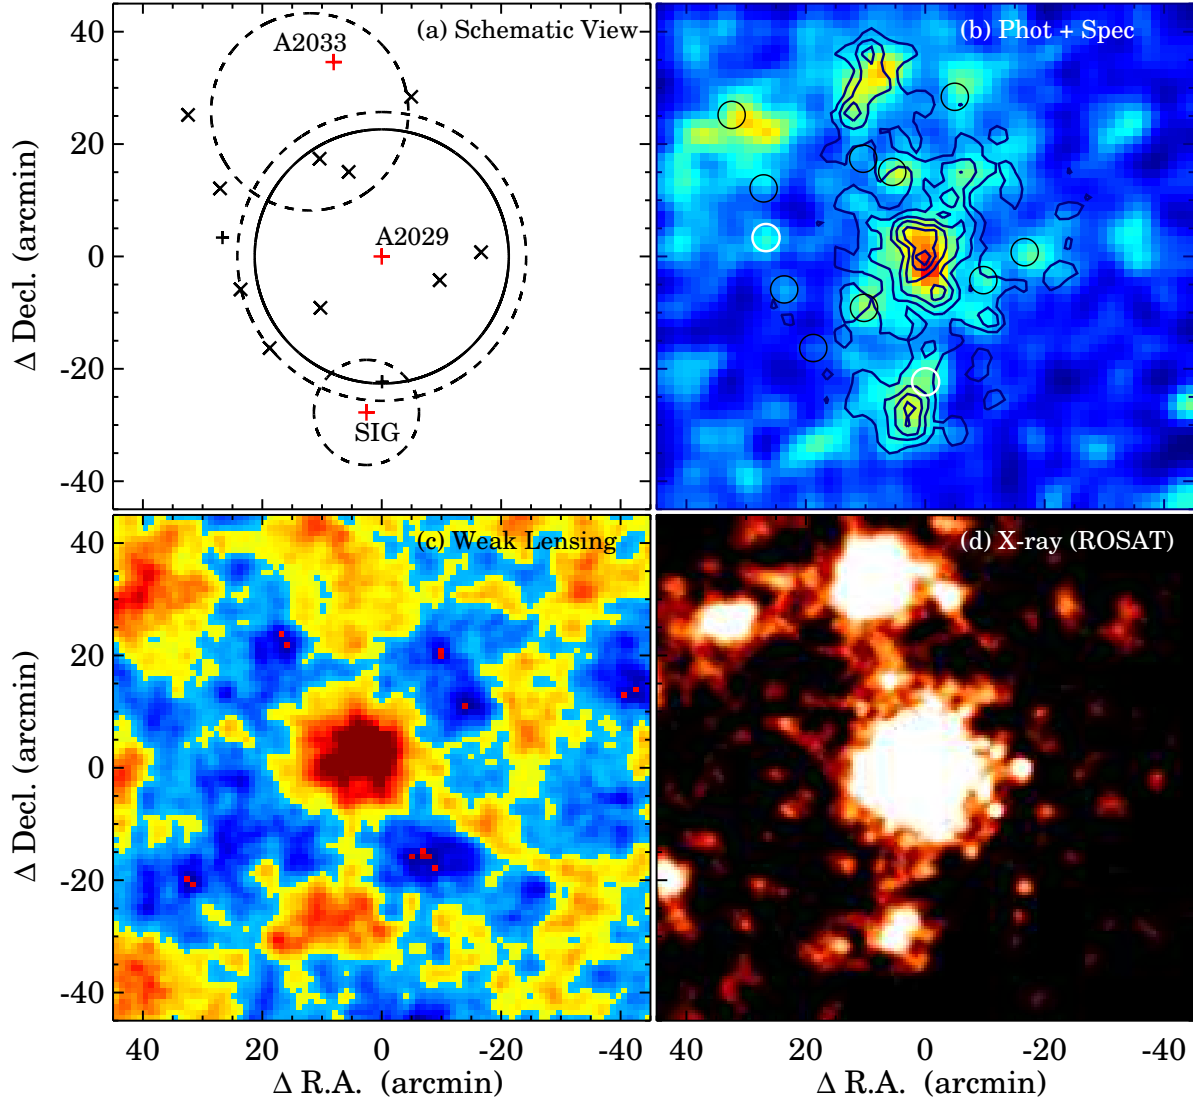 (a) Schematic View
A2033
A2029
SIG
(b) Phot + Spec
40
20
0
-20
-40
Δ Decl. (arcmin)
(c) Weak Lensing
(d) X-ray (ROSAT)
40
20
0
-20
-40
Δ Decl. (arcmin)
40 20 0 -20 -40
40 20 0 -20 -40
Δ R.A. (arcmin)
Δ R.A. (arcmin)